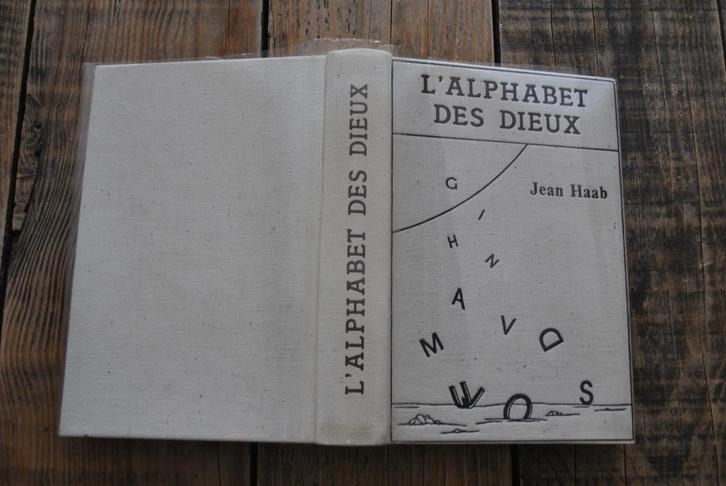 L'ALPHABET DES DIEUX
L'ALPHABET
DES DIEUX
Jean Haab
G
I
H
N
A
V
D
M
W
O
S